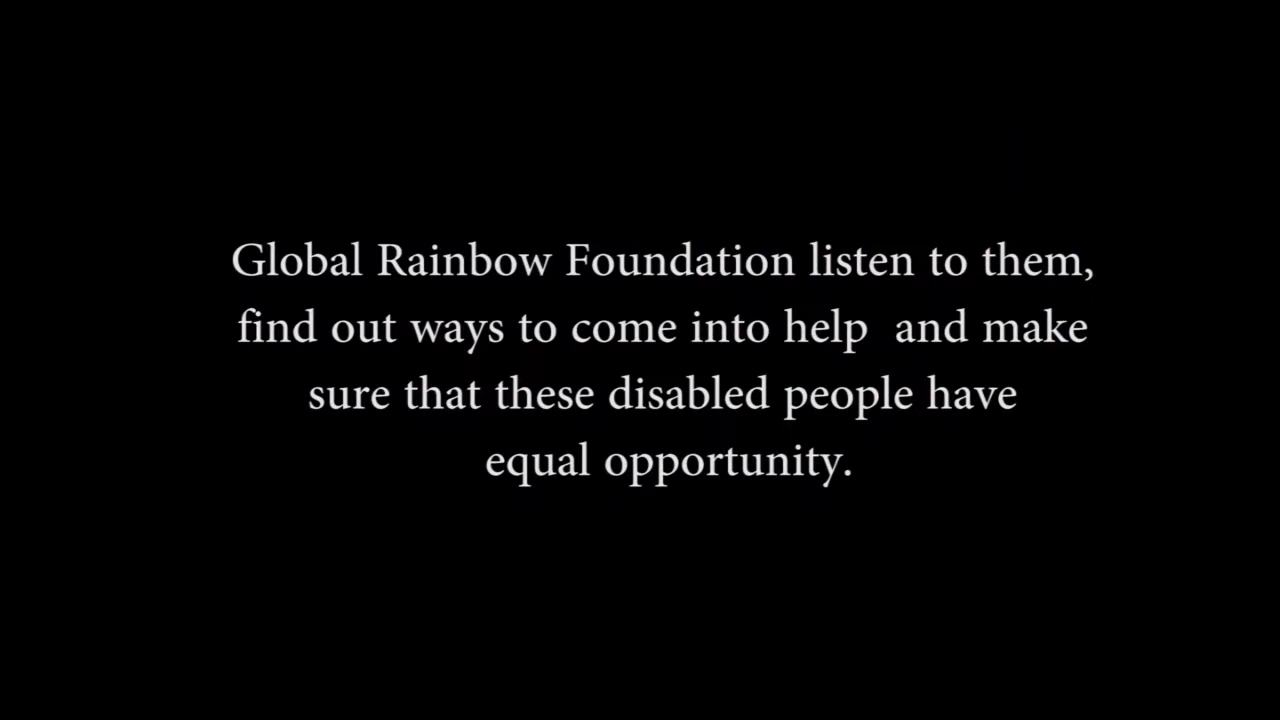 Global Rainbow Foundation listen to them,
find out ways to come into help  and make
sure that these disabled people have
equal opportunity.